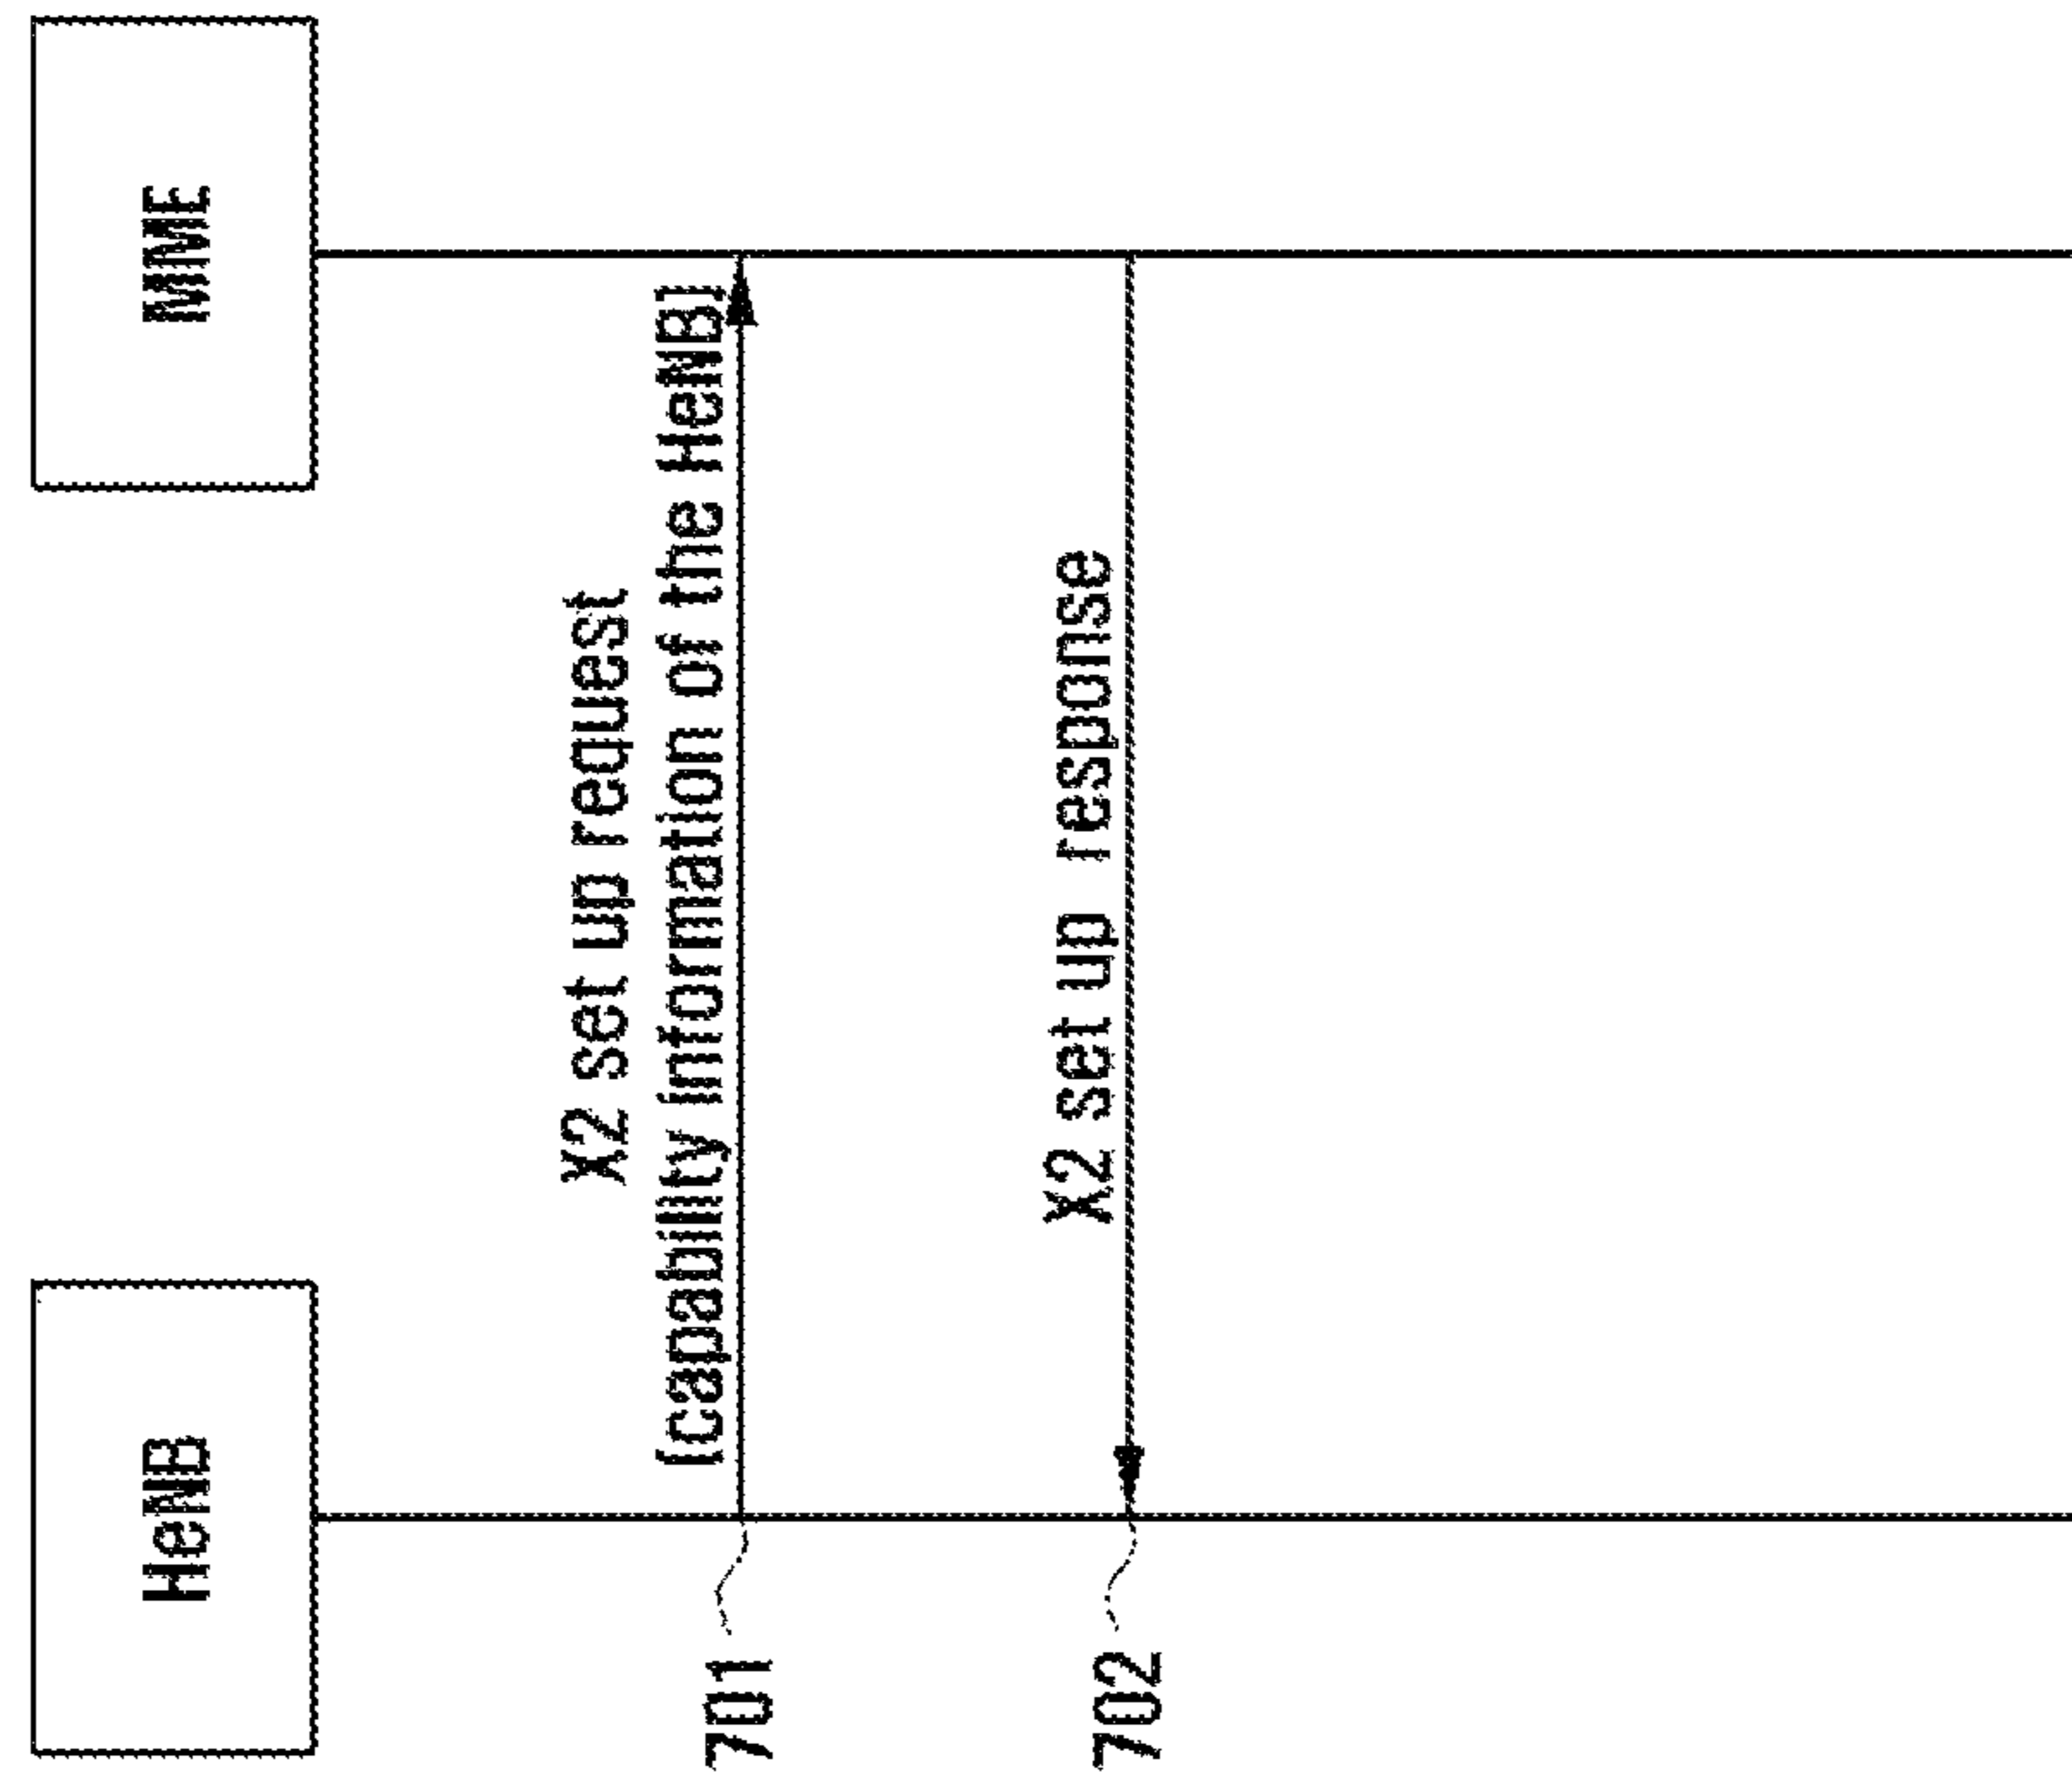 HeNB
MME
X2 set up request
(capability information of the HeNB)
701
X2 set up response
702